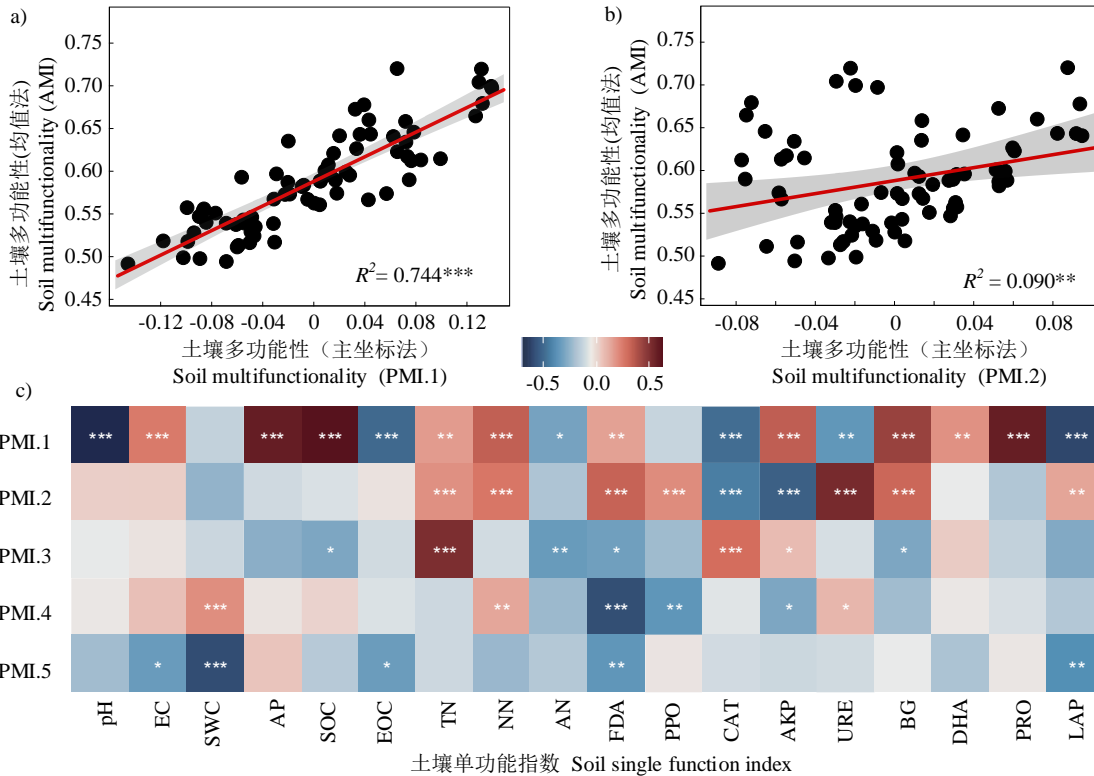 a)
土壤多功能性(均值法)
Soil multifunctionality (AMI)
0.75
0.70
0.65
0.60
0.55
0.50
0.45
R² = 0.744***
-0.12 -0.08 -0.04 0 0.04 0.08 0.12
土壤多功能性（主坐标法）
Soil multifunctionality (PMI.1)
b)
土壤多功能性(均值法)
Soil multifunctionality (AMI)
0.75
0.70
0.65
0.60
0.55
0.50
0.45
R² = 0.090**
-0.08 -0.04 0 0.04 0.08
土壤多功能性（主坐标法）
Soil multifunctionality (PMI.2)
-0.5 0.0 0.5
c)
PMI.1 *** *** *** *** *** ** *** * ** *** *** ** *** ** *** ***
PMI.2 *** *** *** *** *** *** *** *** **
PMI.3 * *** ** * *** * *
PMI.4 *** ** *** ** * *
PMI.5 * *** * ** **
pH EC SWC AP SOC EOC TN NN AN FDA PPO CAT AKP URE BG DHA PRO LAP
土壤单功能指数 Soil single function index